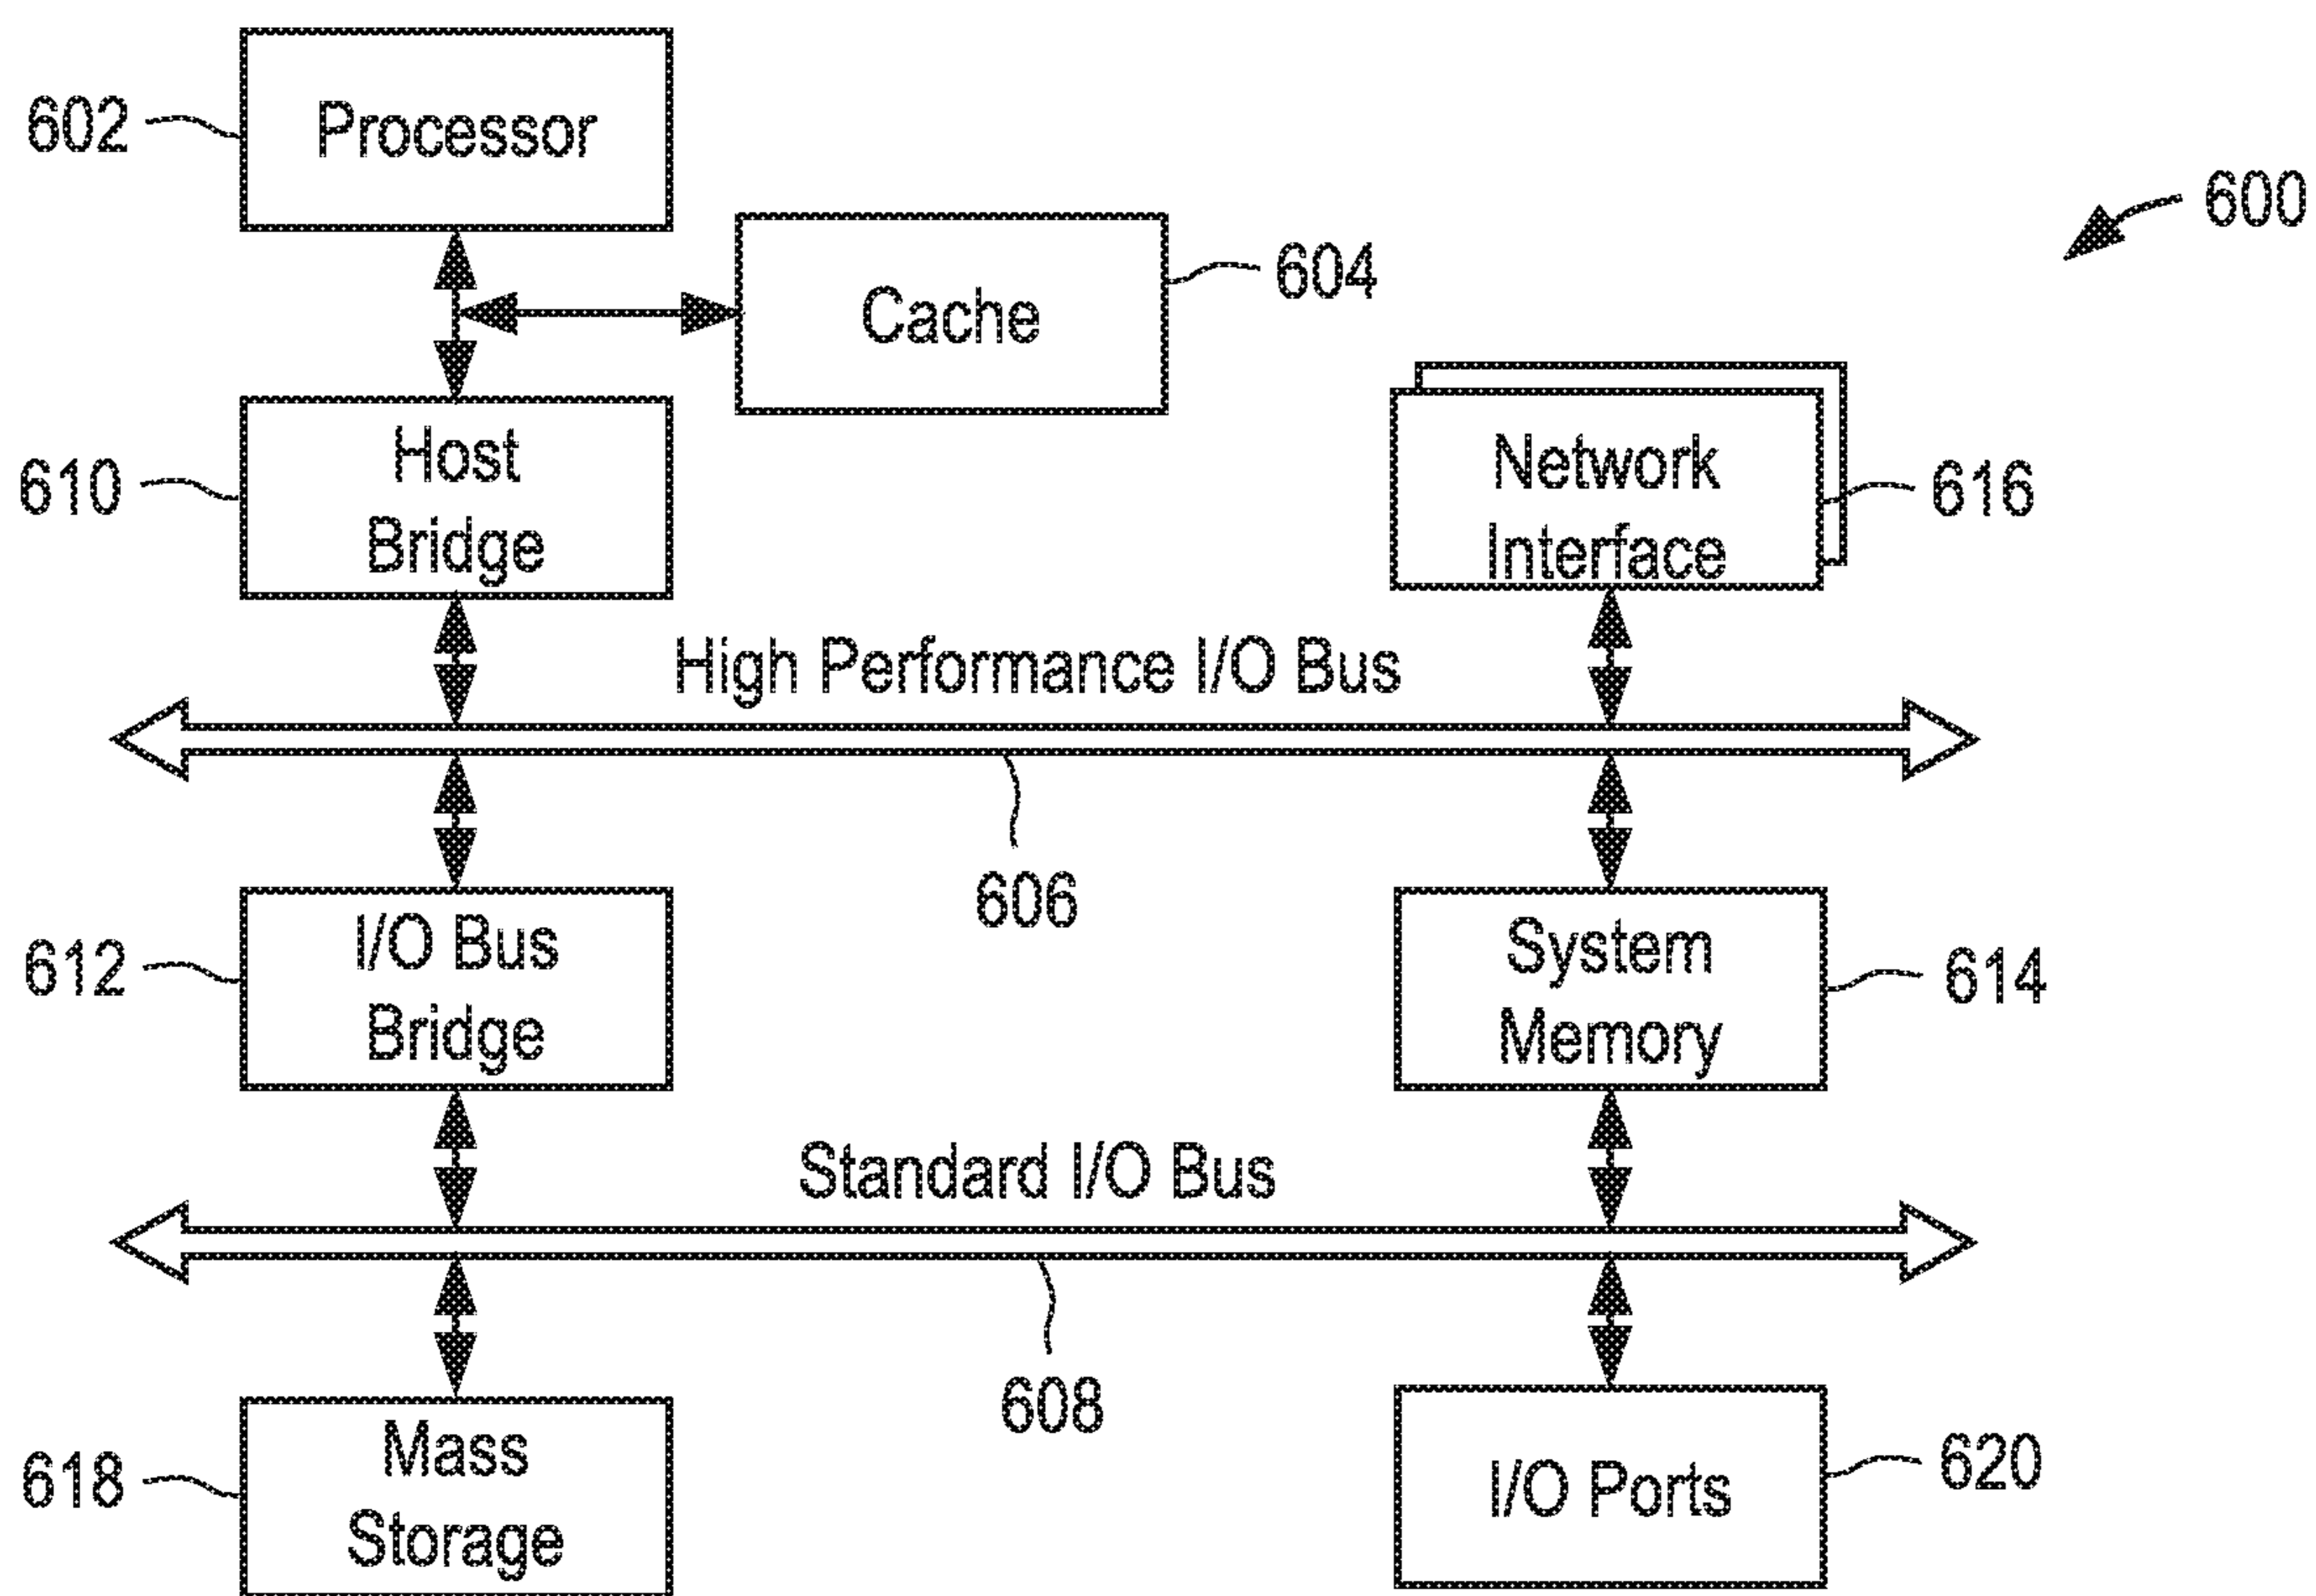 602
Processor
600
604
Cache
610
Host
Bridge
Network
Interface
616
High Performance I/O Bus
606
612
I/O Bus
Bridge
System
Memory
614
Standard I/O Bus
608
618
Mass
Storage
I/O Ports
620